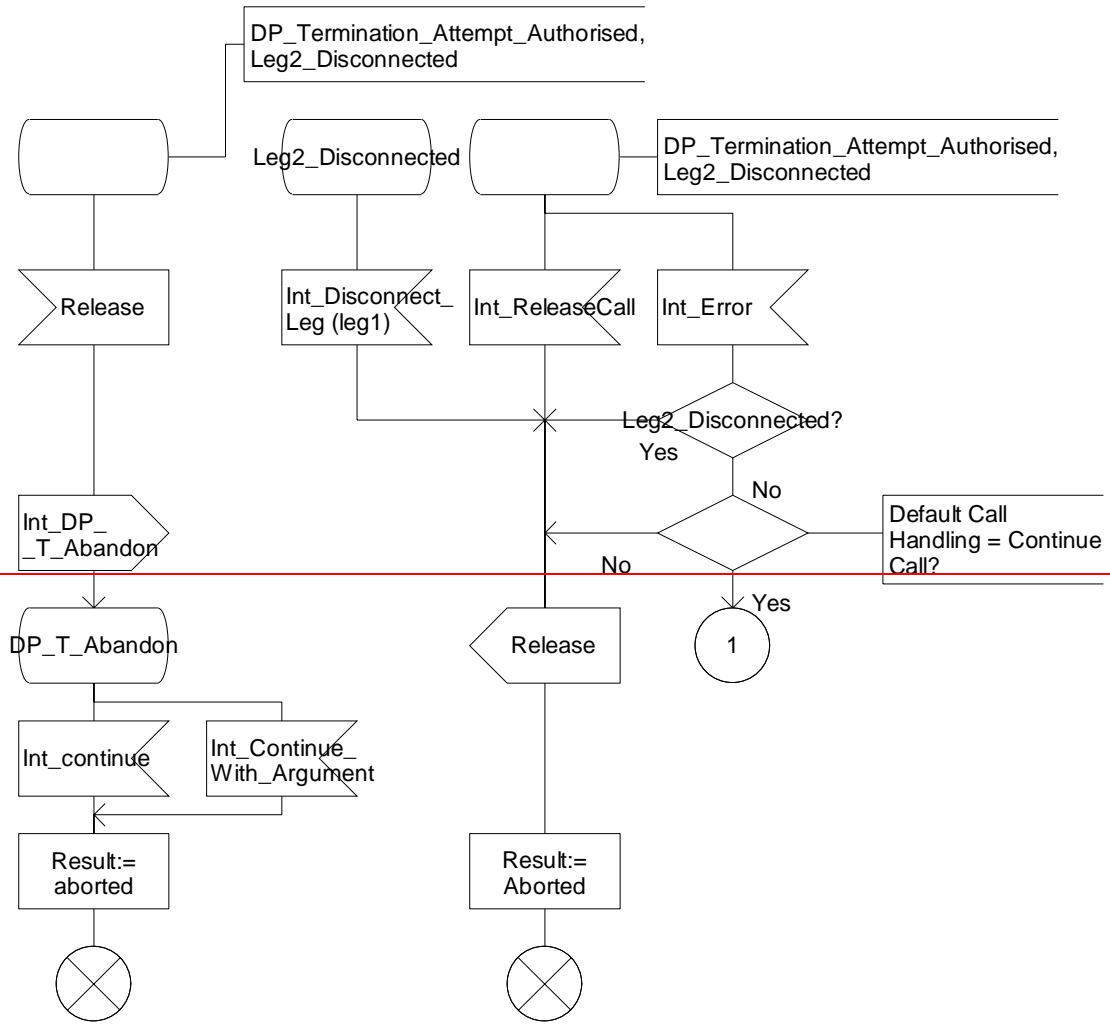 DP_Termination_Attempt_Authorised,
Leg2_Disconnected
Leg2_Disconnected
DP_Termination_Attempt_Authorised,
Leg2_Disconnected
Release
Int_Disconnect_
Leg (leg1)
Int_ReleaseCall
Int_Error
Leg2_Disconnected?
Yes
No
Int_DP_
_T_Abandon
Default Call
Handling = Continue
Call?
No
Yes
DP_T_Abandon
Release
1
Int_continue
Int_Continue_
With_Argument
Result:=
aborted
Result:=
Aborted